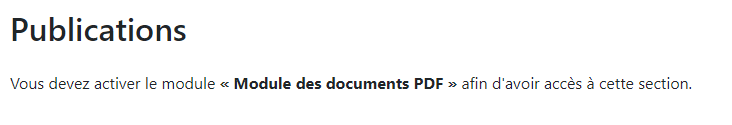 Publications
Vous devez activer le module « Module des documents PDF » afin d'avoir accès à cette section.